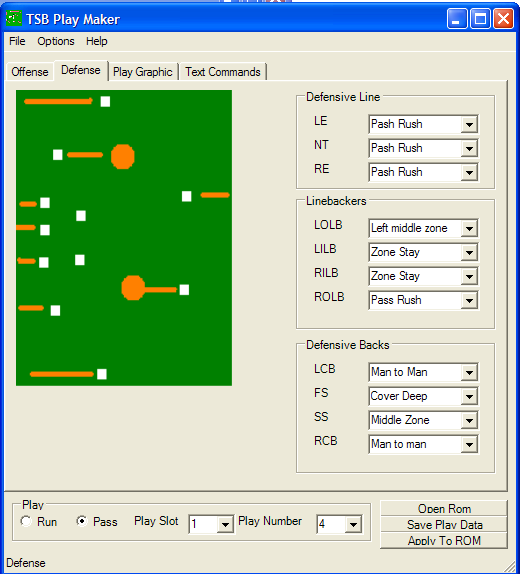 TSB Play Maker
File Options Help
Offense Defense Play Graphic Text Commands
Defensive Line
LE Pash Rush
NT Pash Rush
RE Pash Rush
Linebackers
LOLB Left middle zone
LILB Zone Stay
RILB Zone Stay
ROLB Pass Rush
Defensive Backs
LCB Man to Man
FS Cover Deep
SS Middle Zone
RCB Man to man
Play
Run Pass Play Slot 1 Play Number 4
Open Rom
Save Play Data
Apply To ROM
Defense